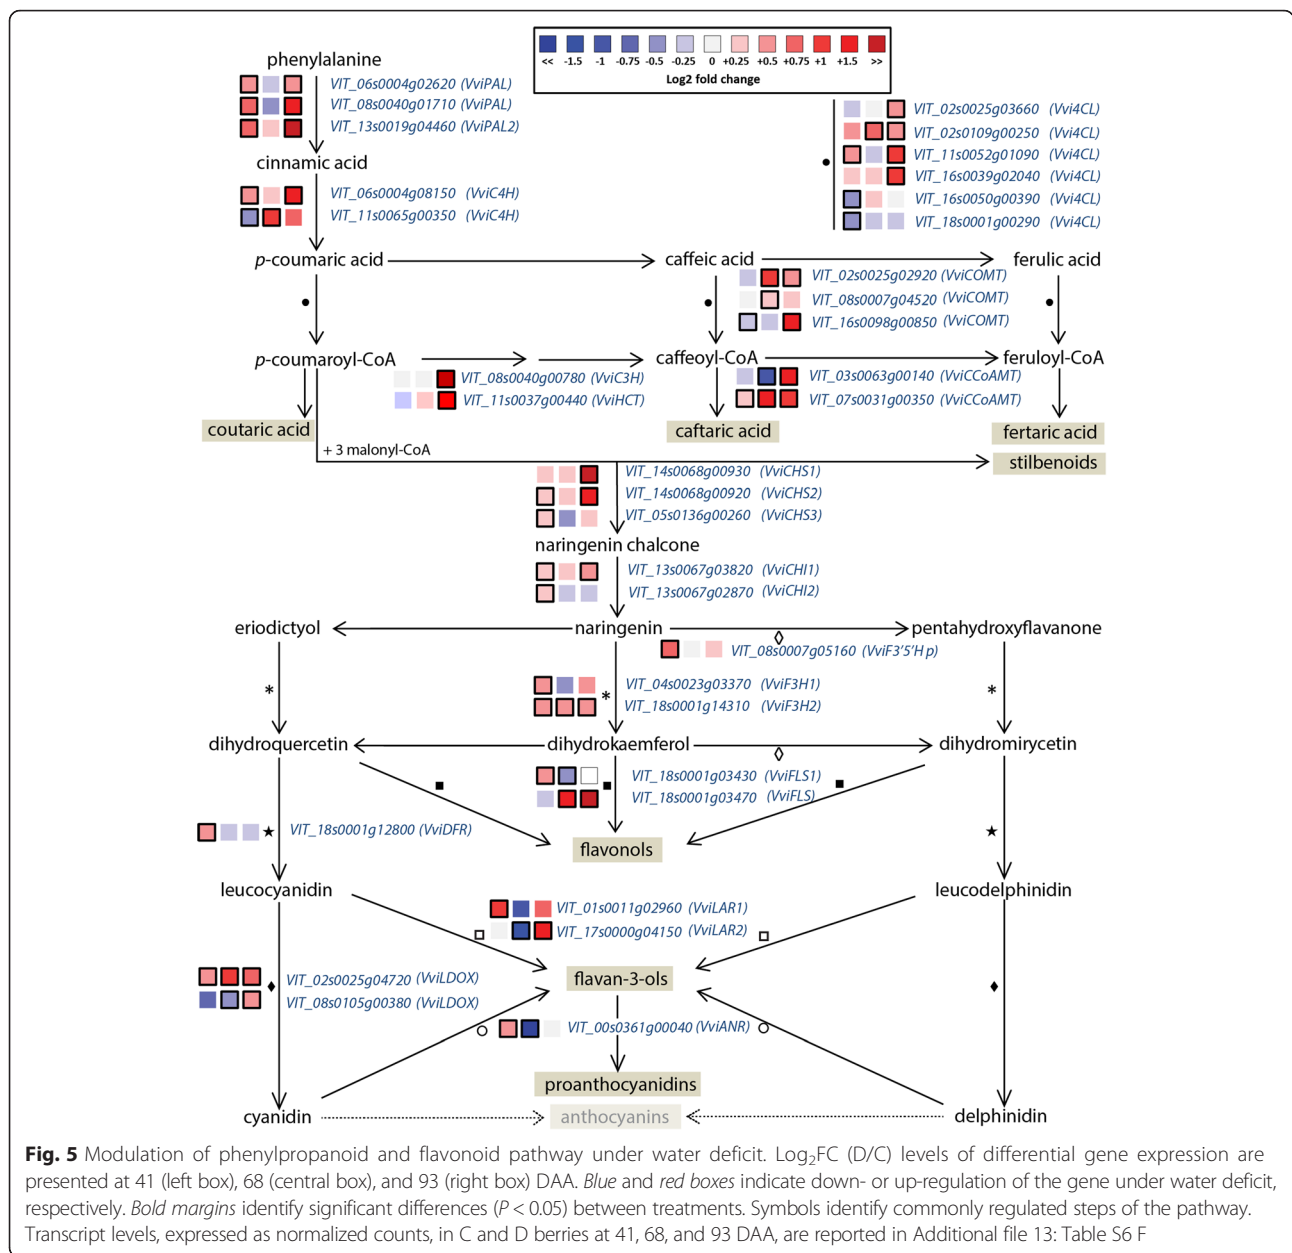 << -1.5 -1 -0.75 -0.5 -0.25 0 +0.25 +0.5 +0.75 +1 +1.5 >>
Log2 fold change
phenylalanine
VIT_06s0004g02620 (VviPAL)
VIT_08s0040g01710 (VviPAL)
VIT_13s0019g04460 (VviPAL2)
VIT_02s0025g03660 (Vvi4CL)
VIT_02s0109g00250 (Vvi4CL)
VIT_11s0052g01090 (Vvi4CL)
VIT_16s0039g02040 (Vvi4CL)
VIT_16s0050g00390 (Vvi4CL)
VIT_18s0001g00290 (Vvi4CL)
cinnamic acid
VIT_06s0004g08150 (VviC4H)
VIT_11s0065g00350 (VviC4H)
p-coumaric acid caffeic acid ferulic acid
VIT_02s0025g02920 (VviCOMT)
VIT_08s0007g04520 (VviCOMT)
VIT_16s0098g00850 (VviCOMT)
p-coumaroyl-CoA caffeoyl-CoA feruloyl-CoA
VIT_08s0040g00780 (VviC3H)
VIT_11s0037g00440 (VviHCT)
VIT_03s0063g00140 (VviCCoAMT)
VIT_07s0031g00350 (VviCCoAMT)
coutaric acid caftaric acid fertaric acid
+ 3 malonyl-CoA
stilbenoids
VIT_14s0068g00930 (VviCHS1)
VIT_14s0068g00920 (VviCHS2)
VIT_05s0136g00260 (VviCHS3)
naringenin chalcone
VIT_13s0067g03820 (VviCHI1)
VIT_13s0067g02870 (VviCHI2)
eriodictyol naringenin pentahydroxyflavanone
VIT_08s0007g05160 (VviF3'5'H p)
VIT_04s0023g03370 (VviF3H1)
VIT_18s0001g14310 (VviF3H2)
dihydroquercetin dihydrokaemferol dihydromirycetin
VIT_18s0001g03430 (VviFLS1)
VIT_18s0001g03470 (VviFLS)
VIT_18s0001g12800 (VviDFR)
flavonols
leucocyanidin leucodelphinidin
VIT_01s0011g02960 (VviLAR1)
VIT_17s0000g04150 (VviLAR2)
flavan-3-ols
VIT_02s0025g04720 (VviLDOX)
VIT_08s0105g00380 (VviLDOX)
VIT_00s0361g00040 (VviANR)
proanthocyanidins
cyanidin anthocyanins delphinidin
Fig. 5 Modulation of phenylpropanoid and flavonoid pathway under water deficit. Log2FC (D/C) levels of differential gene expression are
presented at 41 (left box), 68 (central box), and 93 (right box) DAA. Blue and red boxes indicate down- or up-regulation of the gene under water deficit,
respectively. Bold margins identify significant differences (P < 0.05) between treatments. Symbols identify commonly regulated steps of the pathway.
Transcript levels, expressed as normalized counts, in C and D berries at 41, 68, and 93 DAA, are reported in Additional file 13: Table S6 F